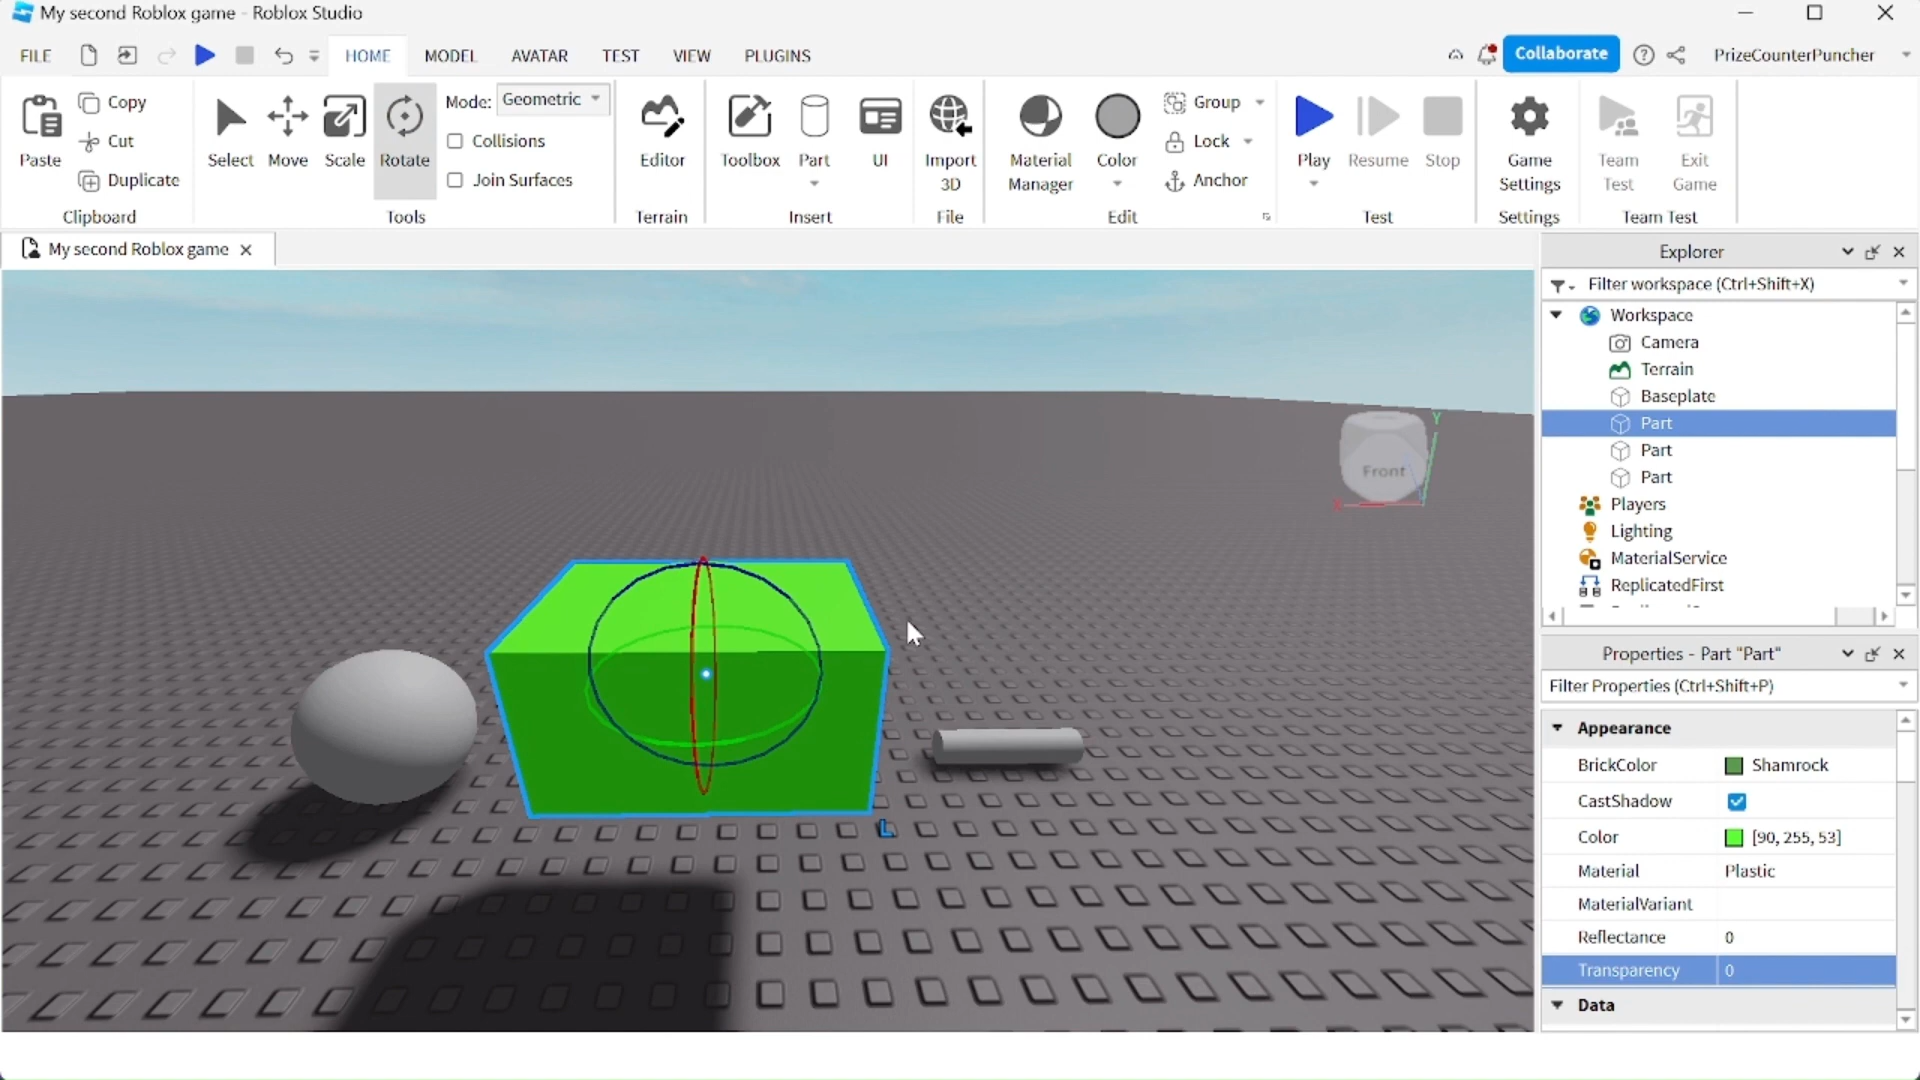 My second Roblox game - Roblox Studio
FILE HOME MODEL AVATAR TEST VIEW PLUGINS Collaborate PrizeCounterPuncher
Paste
Copy
Cut
Duplicate
Clipboard
Select Move Scale Rotate
Mode: Geometric
Collisions
Join Surfaces
Tools
Editor
Terrain
Toolbox Part UI
Insert
Import
3D
File
Material
Manager
Color
Group
Lock
Anchor
Edit
Play Resume Stop
Test
Game
Settings
Settings
Team
Test
Exit
Game
Team Test
My second Roblox game
Front
Y
Explorer
Filter workspace (Ctrl+Shift+X)
Workspace
Camera
Terrain
Baseplate
Part
Part
Part
Players
Lighting
MaterialService
ReplicatedFirst
L
Properties - Part "Part"
Filter Properties (Ctrl+Shift+P)
Appearance
BrickColor Shamrock
CastShadow
Color [90, 255, 53]
Material Plastic
MaterialVariant
Reflectance 0
Transparency 0
Data